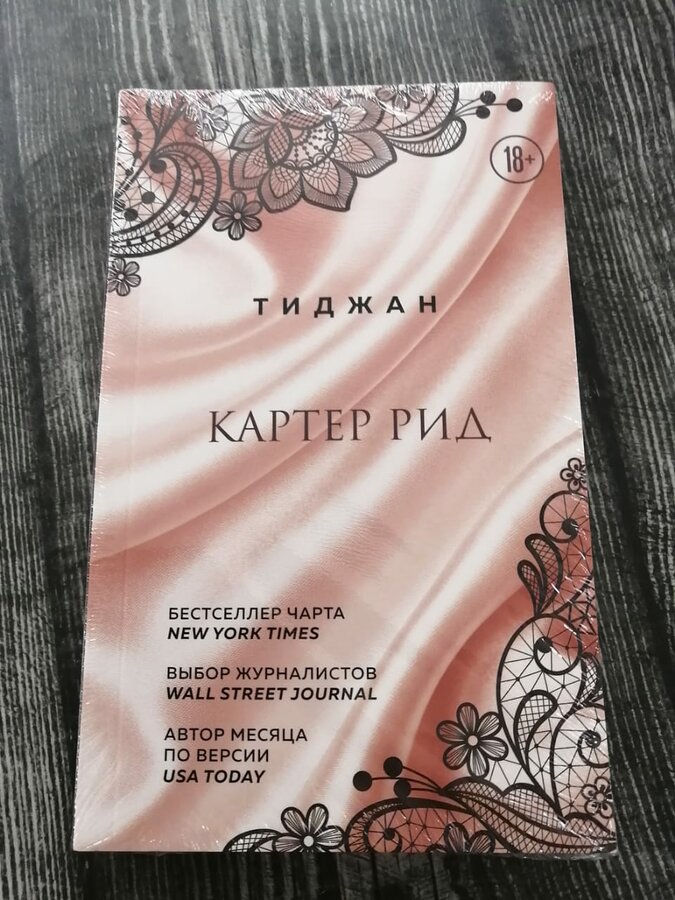 18+
ТИДЖАН
КАРТЕР РИД
БЕСТСЕЛЛЕР ЧАРТА
NEW YORK TIMES
ВЫБОР ЖУРНАЛИСТОВ
WALL STREET JOURNAL
АВТОР МЕСЯЦА
ПО ВЕРСИИ
USA TODAY